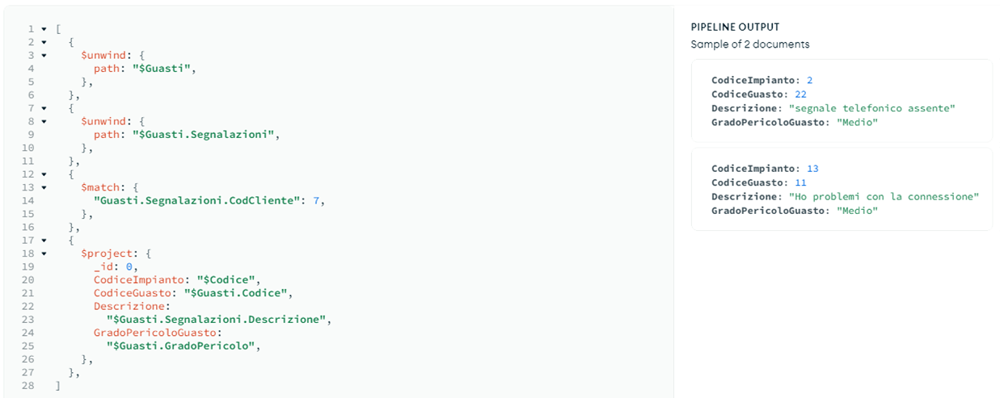 1 [
2 {
3 $unwind: {
4 path: "$Guasti",
5 },
6 },
7 {
8 $unwind: {
9 path: "$Guasti.Segnalazioni",
10 },
11 },
12 {
13 $match: {
14 "Guasti.Segnalazioni.CodCliente": 7,
15 },
16 },
17 {
18 $project: {
19 _id: 0,
20 CodiceImpianto: "$Codice",
21 CodiceGuasto: "$Guasti.Codice",
22 Descrizione:
23 "$Guasti.Segnalazioni.Descrizione",
24 GradoPericoloGuasto:
25 "$Guasti.GradoPericolo",
26 },
27 },
28 ]
PIPELINE OUTPUT
Sample of 2 documents
CodiceImpianto: 2
CodiceGuasto: 22
Descrizione: "segnale telefonico assente"
GradoPericoloGuasto: "Medio"
CodiceImpianto: 13
CodiceGuasto: 11
Descrizione: "Ho problemi con la connessione"
GradoPericoloGuasto: "Medio"